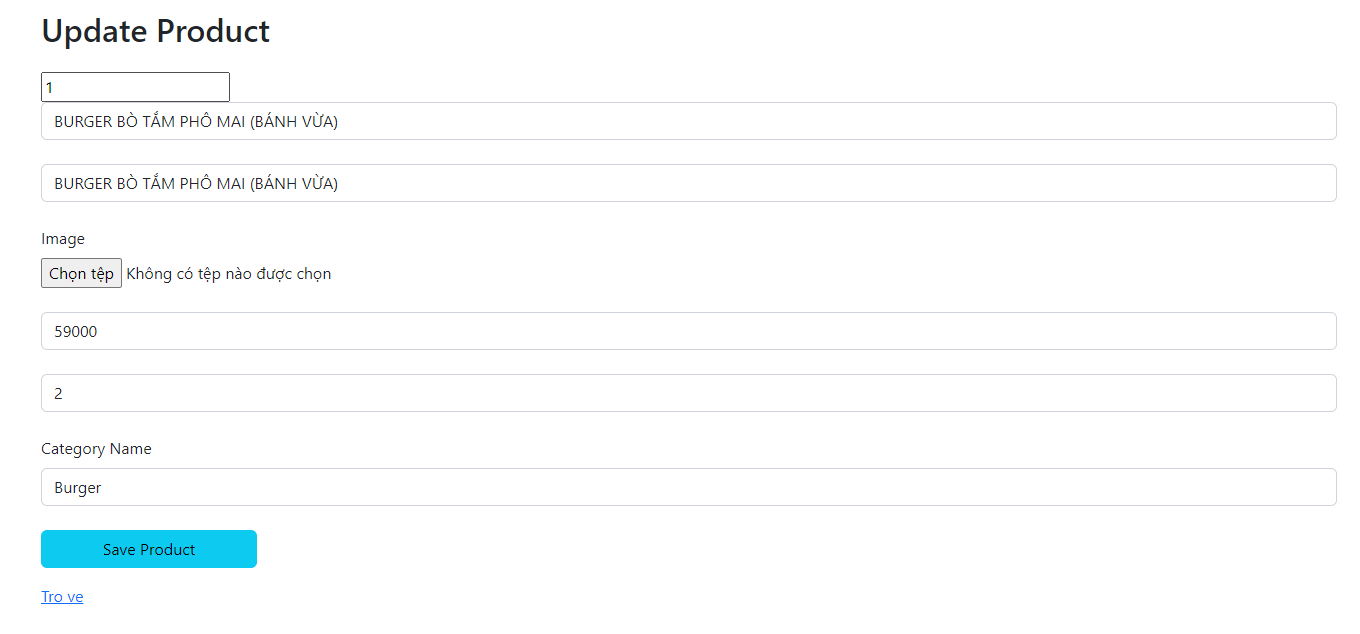 Update Product
1
BURGER BÒ TẮM PHÔ MAI (BÁNH VỪA)
BURGER BÒ TẮM PHÔ MAI (BÁNH VỪA)
Image
Chọn tệp Không có tệp nào được chọn
59000
2
Category Name
Burger
Save Product
Tro ve